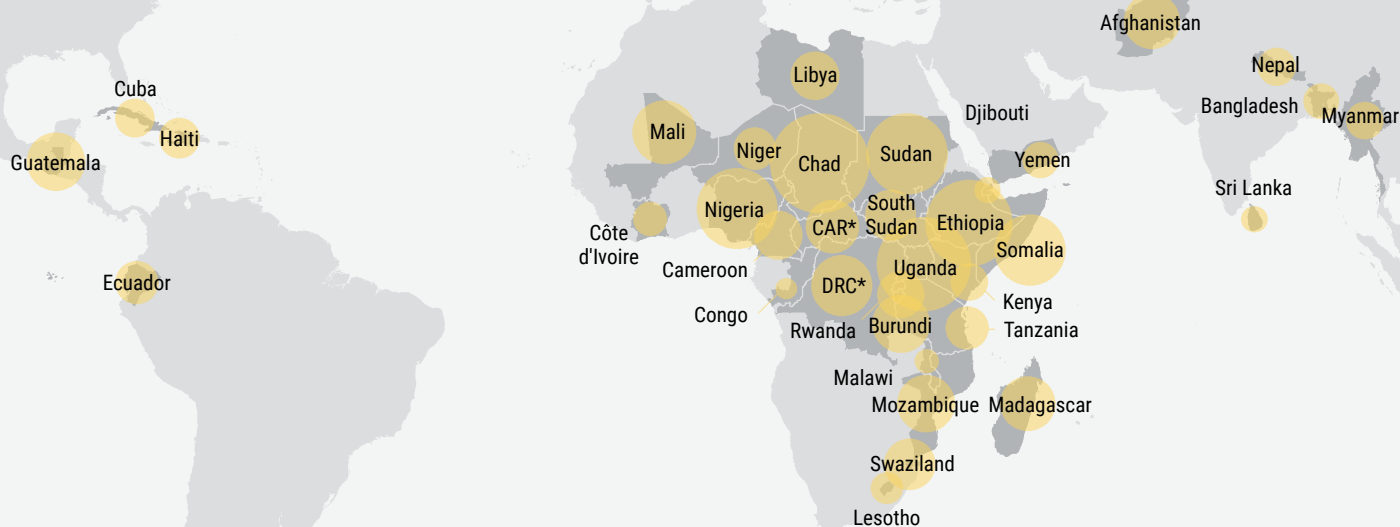 Afghanistan
Nepal
Libya
Cuba
Bangladesh
Djibouti
Myanmar
Mali
Haiti
Niger
Sudan
Yemen
Guatemala
Chad
Sri Lanka
South
Sudan
Nigeria
Ethiopia
CAR*
Côte
d'Ivoire
Somalia
Cameroon
Uganda
Ecuador
DRC*
Kenya
Congo
Rwanda
Burundi
Tanzania
Malawi
Mozambique
Madagascar
Swaziland
Lesotho